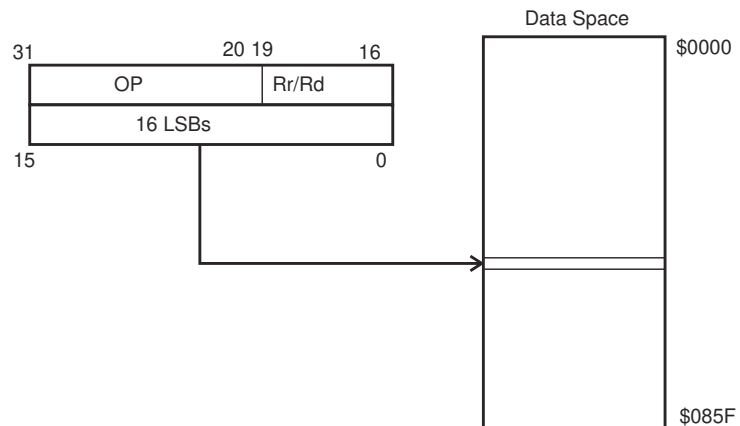 Data Space
31 20 19 16
$0000
OP Rr/Rd
16 LSBs
15 0
$085F